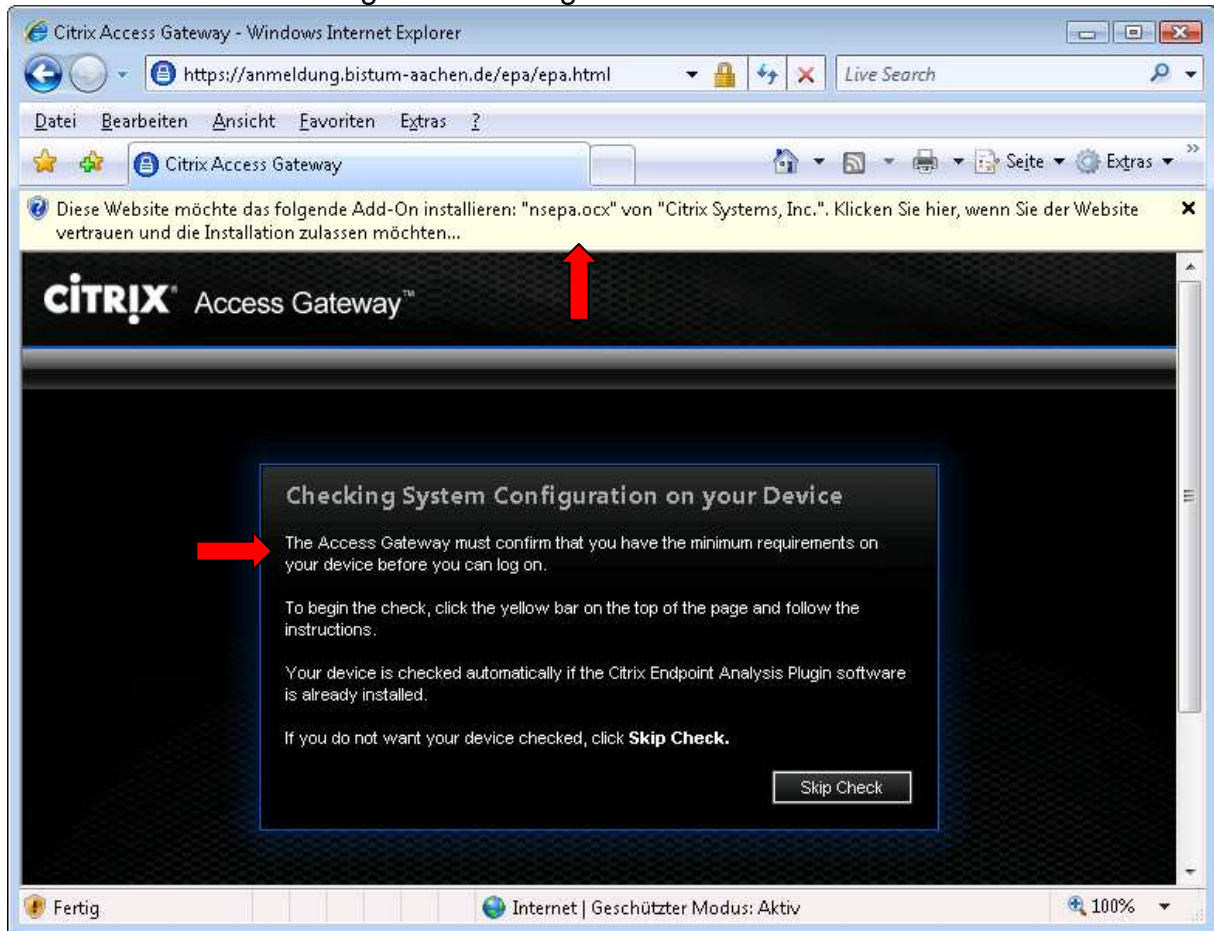 Citrix Access Gateway - Windows Internet Explorer
https://anmeldung.bistum-aachen.de/epa/epa.html
Live Search
Datei Bearbeiten Ansicht Favoriten Extras ?
Citrix Access Gateway
Seite
Extras
Diese Website möchte das folgende Add-On installieren: "nsepa.ocx" von "Citrix Systems, Inc.". Klicken Sie hier, wenn Sie der Website
vertrauen und die Installation zulassen möchten...
CITRIX® Access Gateway™
Checking System Configuration on your Device
The Access Gateway must confirm that you have the minimum requirements on
your device before you can log on.
To begin the check, click the yellow bar on the top of the page and follow the
instructions.
Your device is checked automatically if the Citrix Endpoint Analysis Plugin software
is already installed.
If you do not want your device checked, click Skip Check.
Skip Check
Fertig
Internet | Geschützter Modus: Aktiv
100%